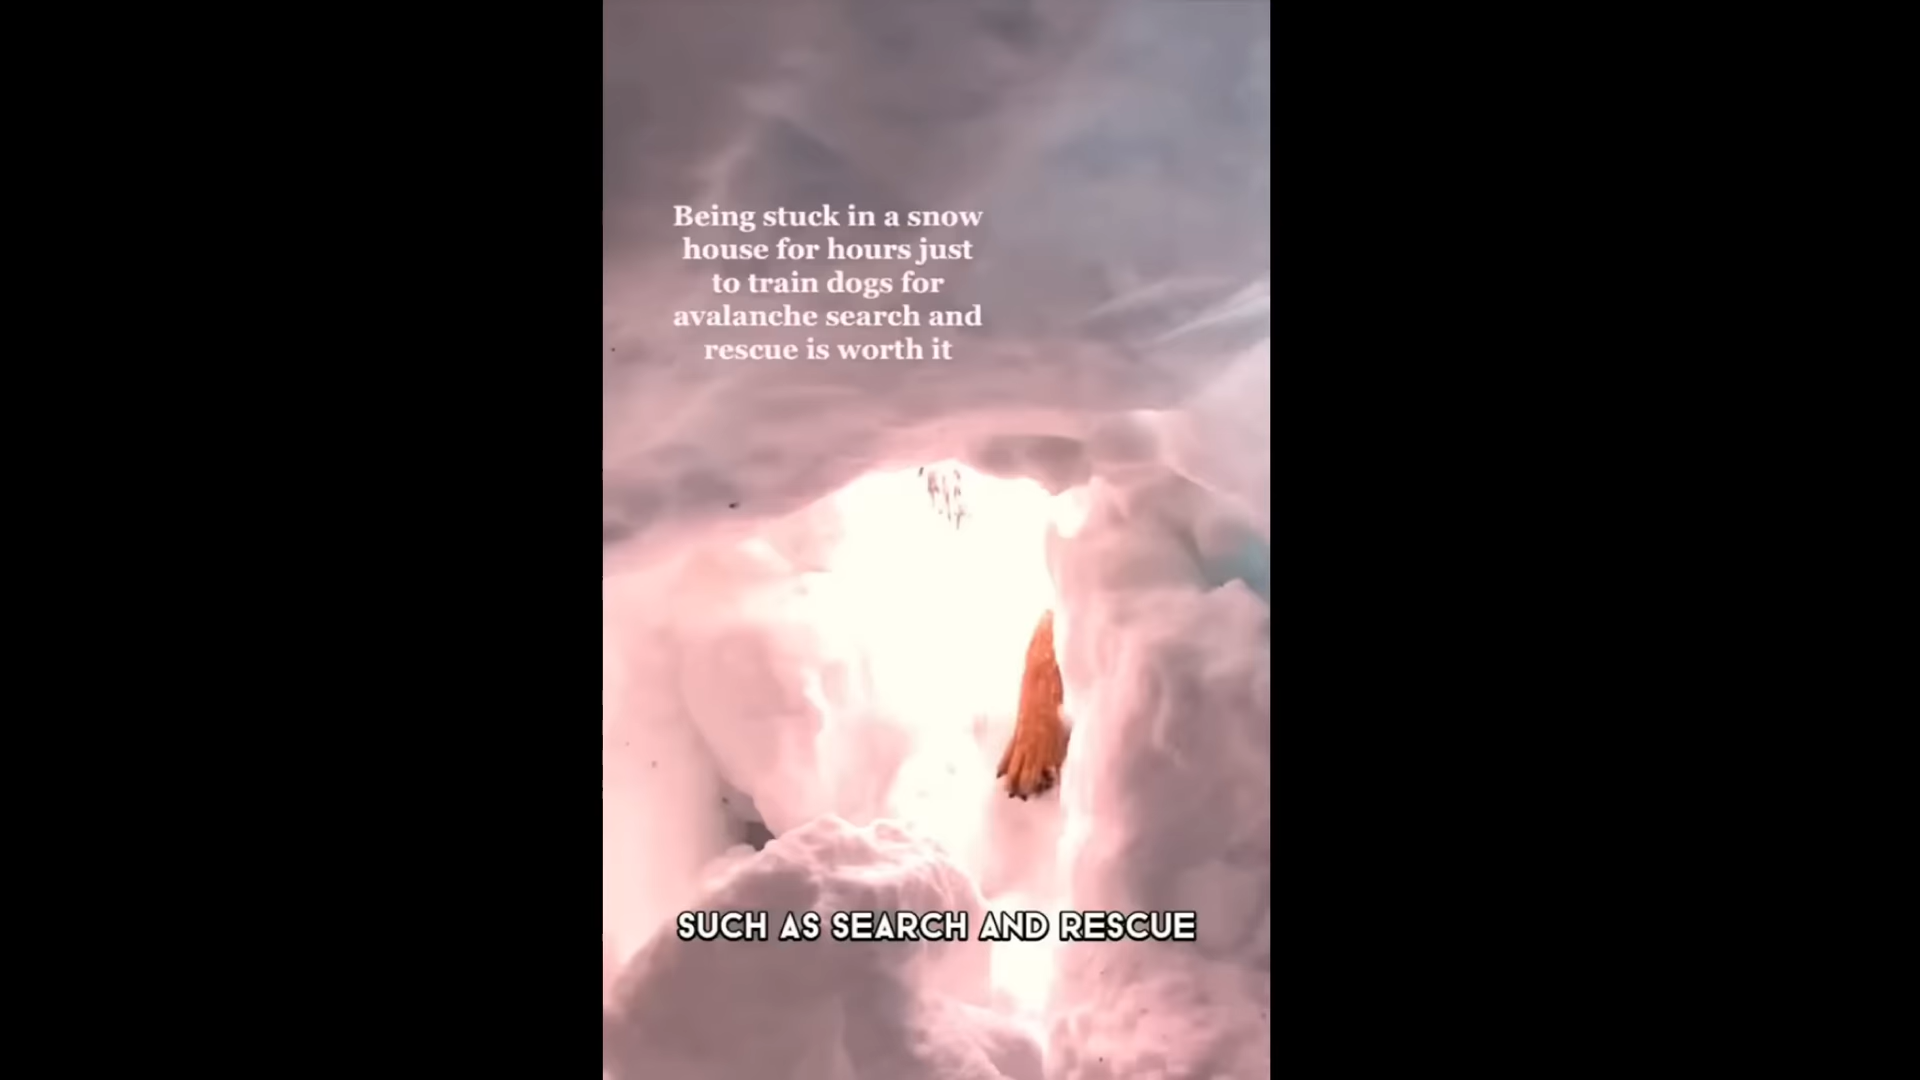 Being stuck in a snow
house for hours just
to train dogs for
avalanche search and
rescue is worth it
SUCH AS SEARCH AND RESCUE